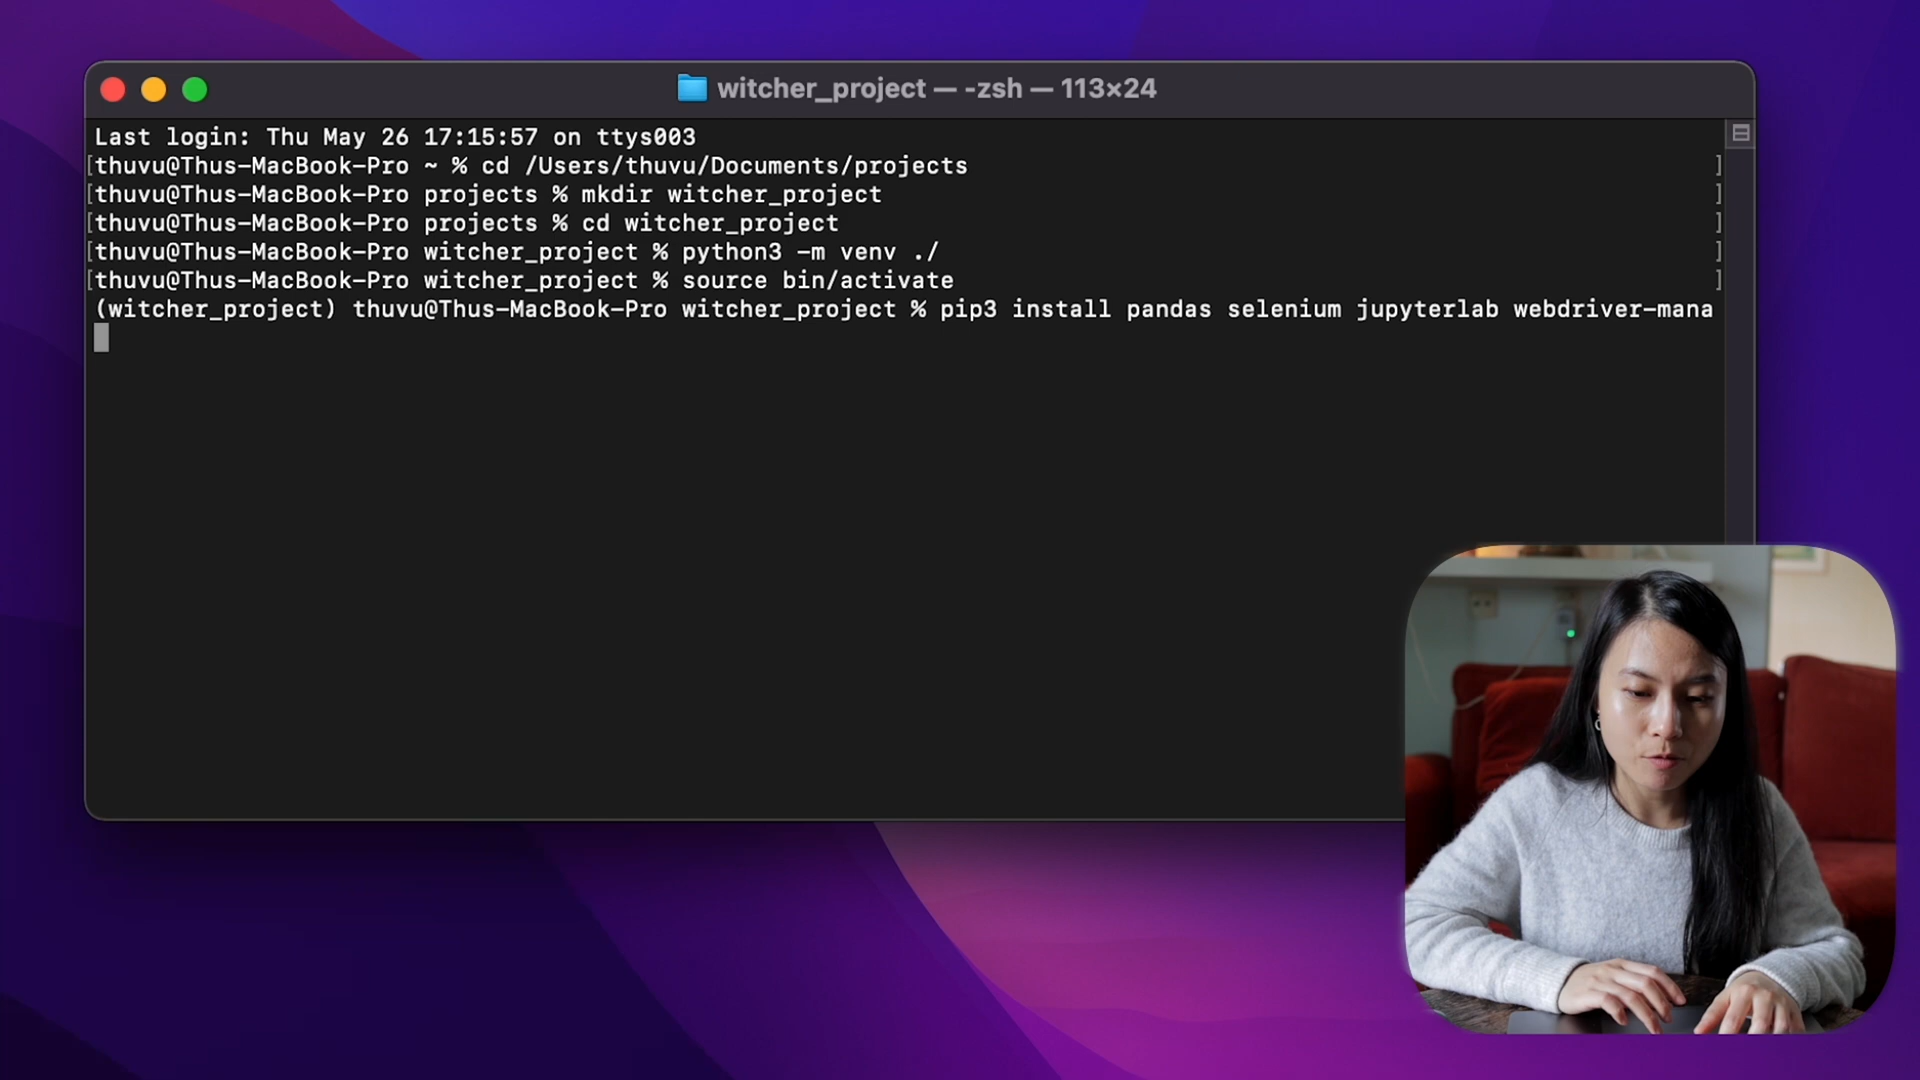 witcher_project — -zsh — 113×24
Last login: Thu May 26 17:15:57 on ttys003
[thuvu@Thus-MacBook-Pro ~ % cd /Users/thuvu/Documents/projects ]
[thuvu@Thus-MacBook-Pro projects % mkdir witcher_project ]
[thuvu@Thus-MacBook-Pro projects % cd witcher_project ]
[thuvu@Thus-MacBook-Pro witcher_project % python3 -m venv ./ ]
[thuvu@Thus-MacBook-Pro witcher_project % source bin/activate ]
(witcher_project) thuvu@Thus-MacBook-Pro witcher_project % pip3 install pandas selenium jupyterlab webdriver-mana